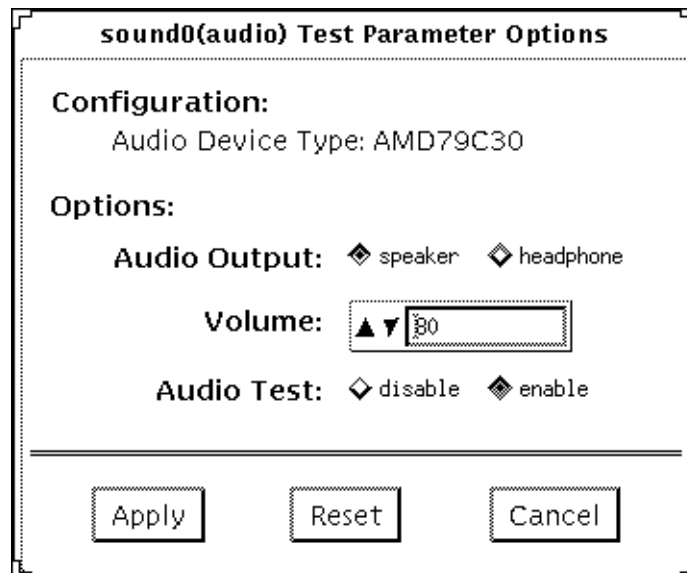 sound0(audio) Test Parameter Options
Configuration:
Audio Device Type: AMD79C30
Options:
Audio Output: speaker headphone
Volume: 80
Audio Test: disable enable
Apply Reset Cancel